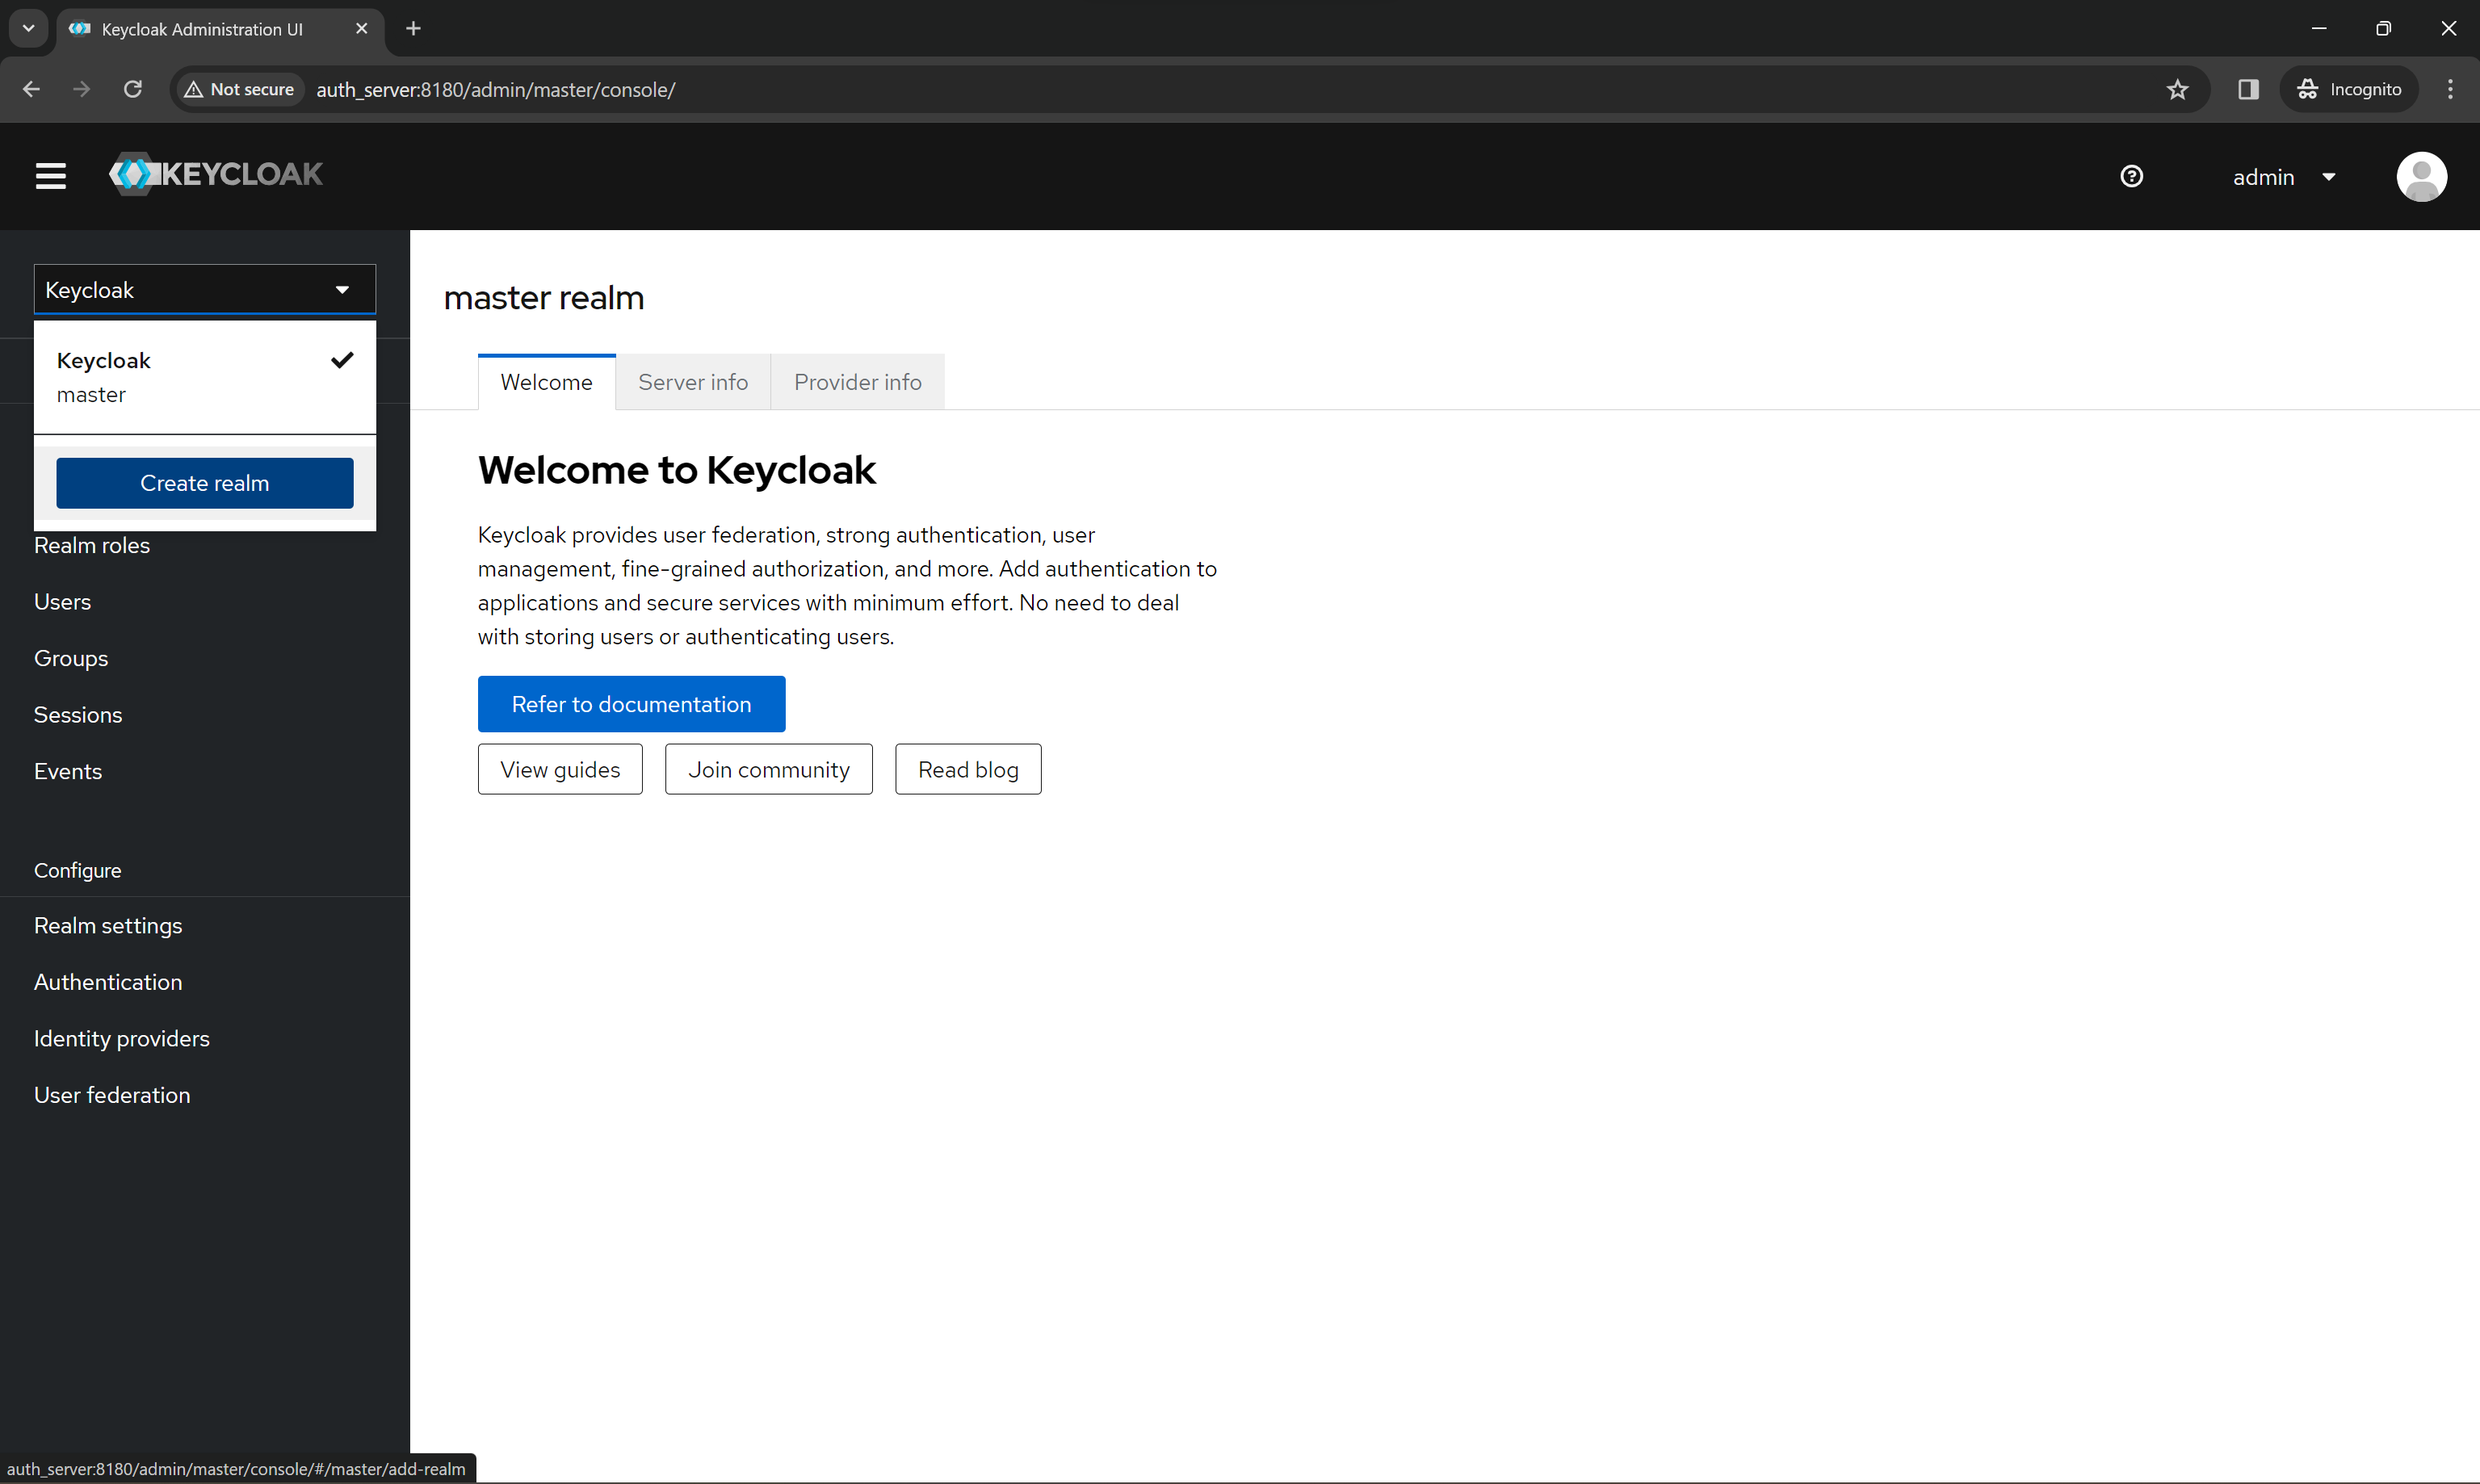 Keycloak Administration UI
Not secure
auth_server:8180/admin/master/console/
Incognito
KEYCLOAK
admin
Keycloak
Keycloak
master
Create realm
Realm roles
Users
Groups
Sessions
Events
Configure
Realm settings
Authentication
Identity providers
User federation
master realm
Welcome
Server info
Provider info
Welcome to Keycloak
Keycloak provides user federation, strong authentication, user
management, fine-grained authorization, and more. Add authentication to
applications and secure services with minimum effort. No need to deal
with storing users or authenticating users.
Refer to documentation
View guides
Join community
Read blog
auth_server:8180/admin/master/console/#/master/add-realm